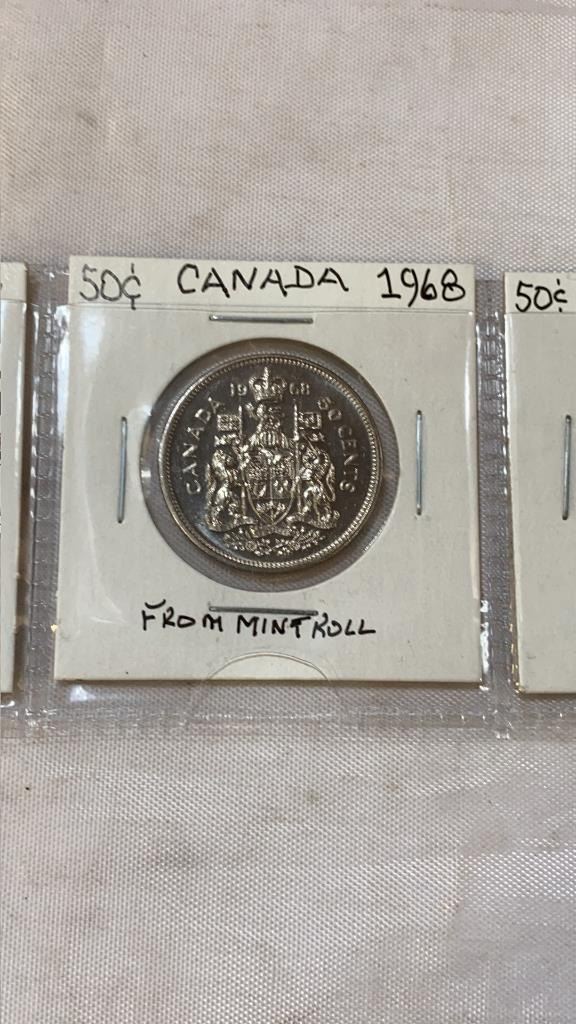 50¢ CANADA 1968
50¢
1968
CANADA
50 CENTS
FROM MINT ROLL